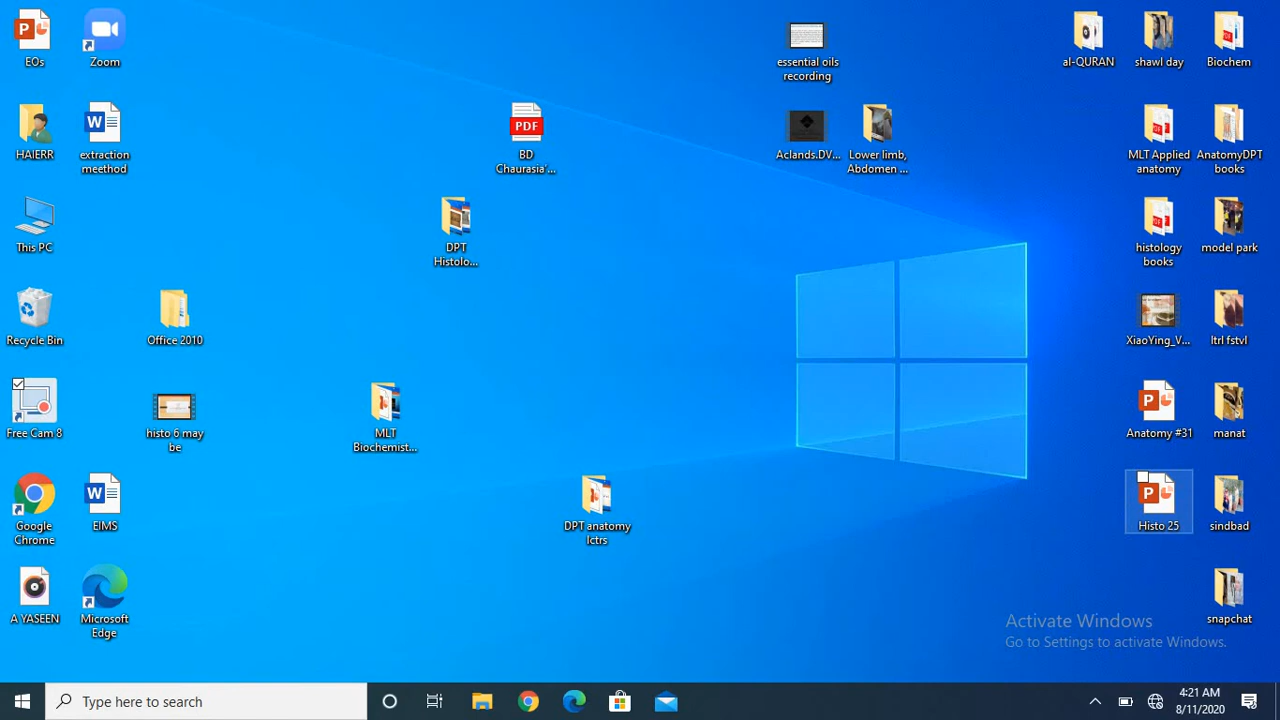 EOs
Zoom
essential oils
recording
al-QURAN
shawl day
Biochem
HAIERR
extraction
meethod
PDF
BD
Chaurasia'...
Aclands.DV...
Lower limb,
Abdomen ...
MLT Applied
anatomy
AnatomyDPT
books
This PC
DPT
Histolo...
histology
books
model park
Recycle Bin
Office 2010
XiaoYing_V...
ltrl fstvl
Free Cam 8
histo 6 may
be
MLT
Biochemist...
Anatomy #31
manat
Google
Chrome
EIMS
DPT anatomy
lctrs
Histo 25
sindbad
A YASEEN
Microsoft
Edge
snapchat
Activate Windows
Go to Settings to activate Windows.
Type here to search
4:21 AM
8/11/2020